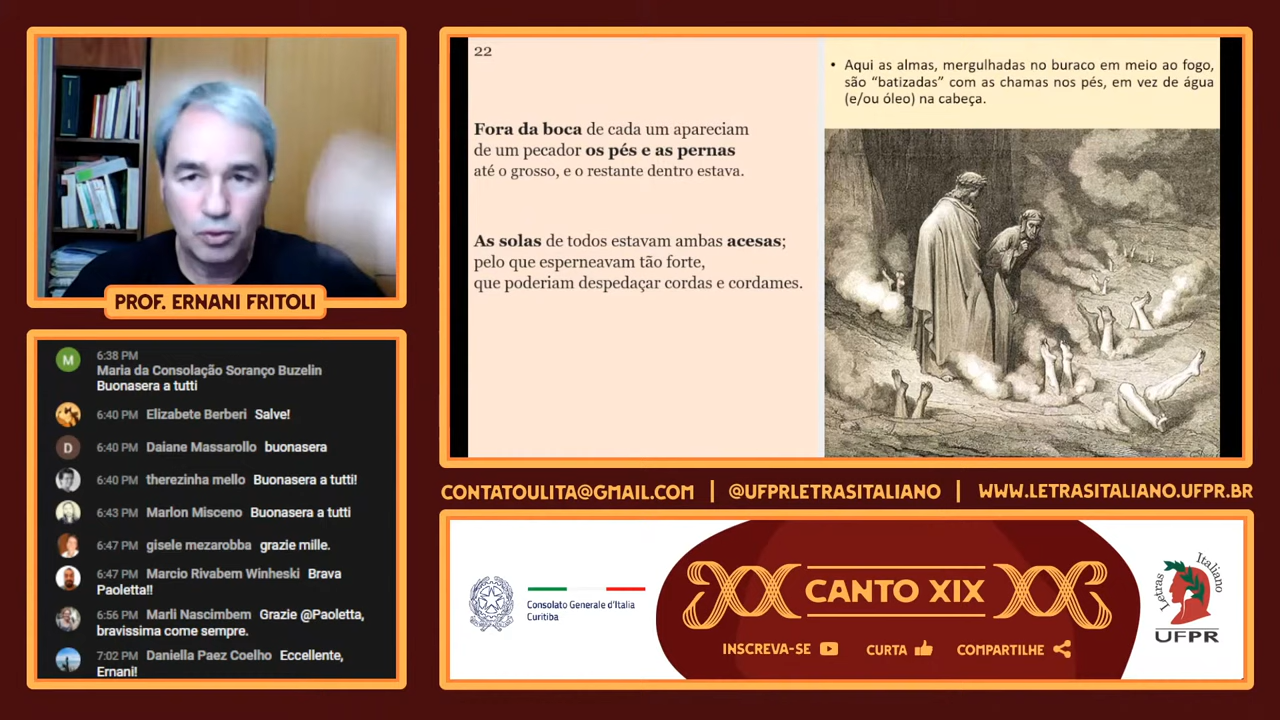 PROF. ERNANI FRITOLI
6:38 PM
M
Maria da Consolação Soranço Buzelin
Buonasera a tutti
6:40 PM Elizabete Berberi Salve!
D
6:40 PM Daiane Massarollo buonasera
6:40 PM therezinha mello Buonasera a tutti!
6:43 PM Marlon Misceno Buonasera a tutti
6:47 PM gisele mezarobba grazie mille.
6:47 PM Marcio Rivabem Winheski Brava
Paoletta!!
6:56 PM Marli Nascimbem Grazie @Paoletta,
bravissima come sempre.
7:02 PM Daniella Paez Coelho Eccellente,
Ernani!
22
Fora da boca de cada um apareciam
de um pecador os pés e as pernas
até o grosso, e o restante dentro estava.
As solas de todos estavam ambas acesas;
pelo que esperneavam tão forte,
que poderiam despedaçar cordas e cordames.
• Aqui as almas, mergulhadas no buraco em meio ao fogo,
são “batizadas” com as chamas nos pés, em vez de água
(e/ou óleo) na cabeça.
CONTATOULITA@GMAIL.COM | @UFPRLETRASITALIANO | WWW.LETRASITALIANO.UFPR.BR
Consolato Generale d'Italia
Curitiba
CANTO XIX
INSCREVA-SE CURTA COMPARTILHE
Letras Italiano
UFPR